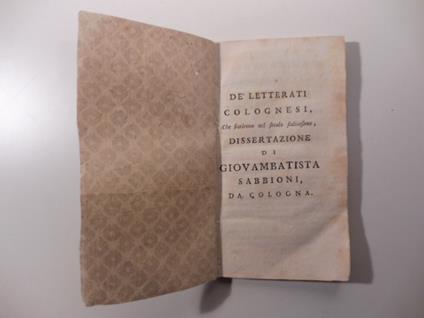 DE' LETTERATI
COLOGNESI,
Che fiorirono nel secolo sedicesimo,
DISSERTAZIONE
DI
GIOVAMBATISTA
SABBIONI,
DA COLOGNA.